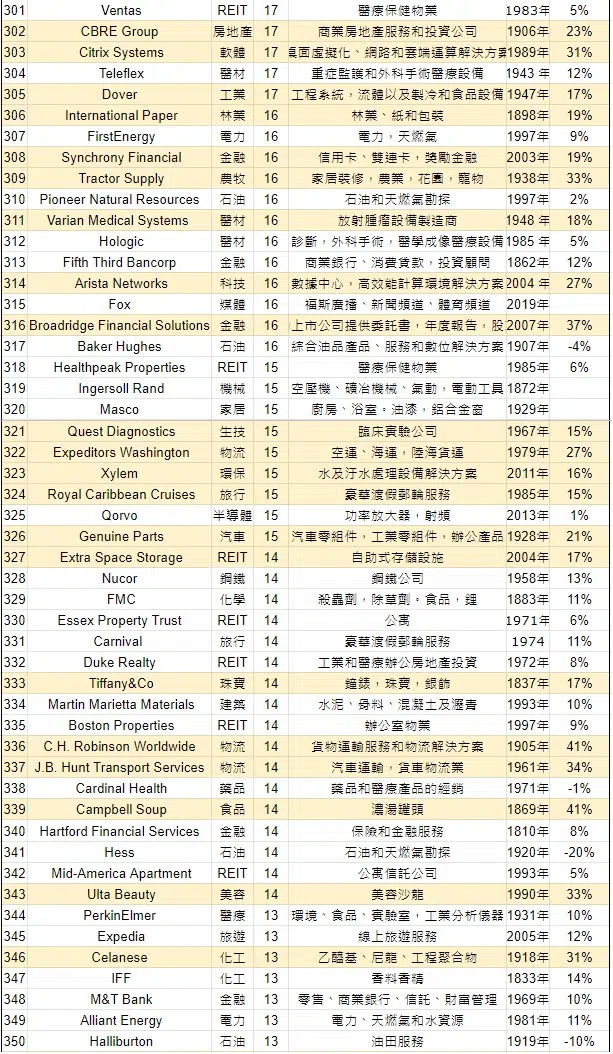 301 Ventas REIT 17 醫療保健物業 1983年 5%
302 CBRE Group 房地產 17 商業房地產服務和投資公司 1906年 23%
303 Citrix Systems 軟體 17 桌面虛擬化、網路和雲端運算解決方 1989年 31%
304 Teleflex 醫材 17 重症監護和外科手術醫療設備 1943 年 12%
305 Dover 工業 17 工程系統，流體以及製冷和食品設備 1947年 17%
306 International Paper 林業 16 林業、紙和包裝 1898年 19%
307 FirstEnergy 電力 16 電力，天燃氣 1997年 9%
308 Synchrony Financial 金融 16 信用卡、雙連卡，獎勵金融 2003年 19%
309 Tractor Supply 農牧 16 家居裝修，農業，花園，寵物 1938年 33%
310 Pioneer Natural Resources 石油 16 石油和天燃氣勘探 1997年 2%
311 Varian Medical Systems 醫材 16 放射腫瘤設備製造商 1948 年 18%
312 Hologic 醫材 16 診斷，外科手術，醫學成像醫療設備 1985 年 5%
313 Fifth Third Bancorp 金融 16 商業銀行、消費貸款，投資顧問 1862年 12%
314 Arista Networks 科技 16 數據中心，高效能計算環境解決方案 2004 年 27%
315 Fox 媒體 16 福斯廣播、新聞頻道、體育頻道 2019年
316 Broadridge Financial Solutions 金融 16 上市公司提供委託書，年度報告，股 2007年 37%
317 Baker Hughes 石油 16 綜合油品產品、服務和數位解決方案 1907年 -4%
318 Healthpeak Properties REIT 15 醫療保健物業 1985年 6%
319 Ingersoll Rand 機械 15 空壓機、礦冶機械、氣動，電動工具 1872年
320 Masco 家居 15 廚房、浴室。油漆，鋁合金窗 1929年
321 Quest Diagnostics 生技 15 臨床實驗公司 1967年 15%
322 Expeditors Washington 物流 15 空運、海運，陸海貨運 1979年 27%
323 Xylem 環保 15 水及汙水處理設備解決方案 2011年 16%
324 Royal Caribbean Cruises 旅行 15 豪華渡假郵輪服務 1985年 15%
325 Qorvo 半導體 15 功率放大器，射頻 2013年 1%
326 Genuine Parts 汽車 15 汽車零組件，工業零組件，辦公產品 1928年 21%
327 Extra Space Storage REIT 14 自助式存儲設施 2004年 17%
328 Nucor 鋼鐵 14 鋼鐵公司 1958年 13%
329 FMC 化學 14 殺蟲劑，除草劑。食品，鋰 1883年 11%
330 Essex Property Trust REIT 14 公寓 1971年 6%
331 Carnival 旅行 14 豪華渡假郵輪服務 1974 11%
332 Duke Realty REIT 14 工業和醫療辦公房地產投資 1972年 8%
333 Tiffany&Co 珠寶 14 鐘錶，珠寶，銀飾 1837年 17%
334 Martin Marietta Materials 建築 14 水泥、骨料、混凝土及瀝青 1993年 10%
335 Boston Properties REIT 14 辦公室物業 1997年 9%
336 C.H. Robinson Worldwide 物流 14 貨物運輸服務和物流解決方案 1905年 41%
337 J.B. Hunt Transport Services 物流 14 汽車運輸，貨車物流業 1961年 34%
338 Cardinal Health 藥品 14 藥品和醫療產品的經銷 1971年 -1%
339 Campbell Soup 食品 14 濃湯罐頭 1869年 41%
340 Hartford Financial Services 金融 14 保險和金融服務 1810年 8%
341 Hess 石油 14 石油和天燃氣勘探 1920年 -20%
342 Mid-America Apartment REIT 14 公寓信託公司 1993年 5%
343 Ulta Beauty 美容 14 美容沙龍 1990年 33%
344 PerkinElmer 醫療 13 環境、食品、實驗室，工業分析儀器 1931年 10%
345 Expedia 旅遊 13 線上旅遊服務 2005年 12%
346 Celanese 化工 13 乙醯基、尼龍、工程聚合物 1918年 31%
347 IFF 化工 13 香料香精 1833年 14%
348 M&T Bank 金融 13 零售、商業銀行、信託、財富管理 1969年 10%
349 Alliant Energy 電力 13 電力、天燃氣和水資源 1981年 11%
350 Halliburton 石油 13 油田服務 1919年 -10%